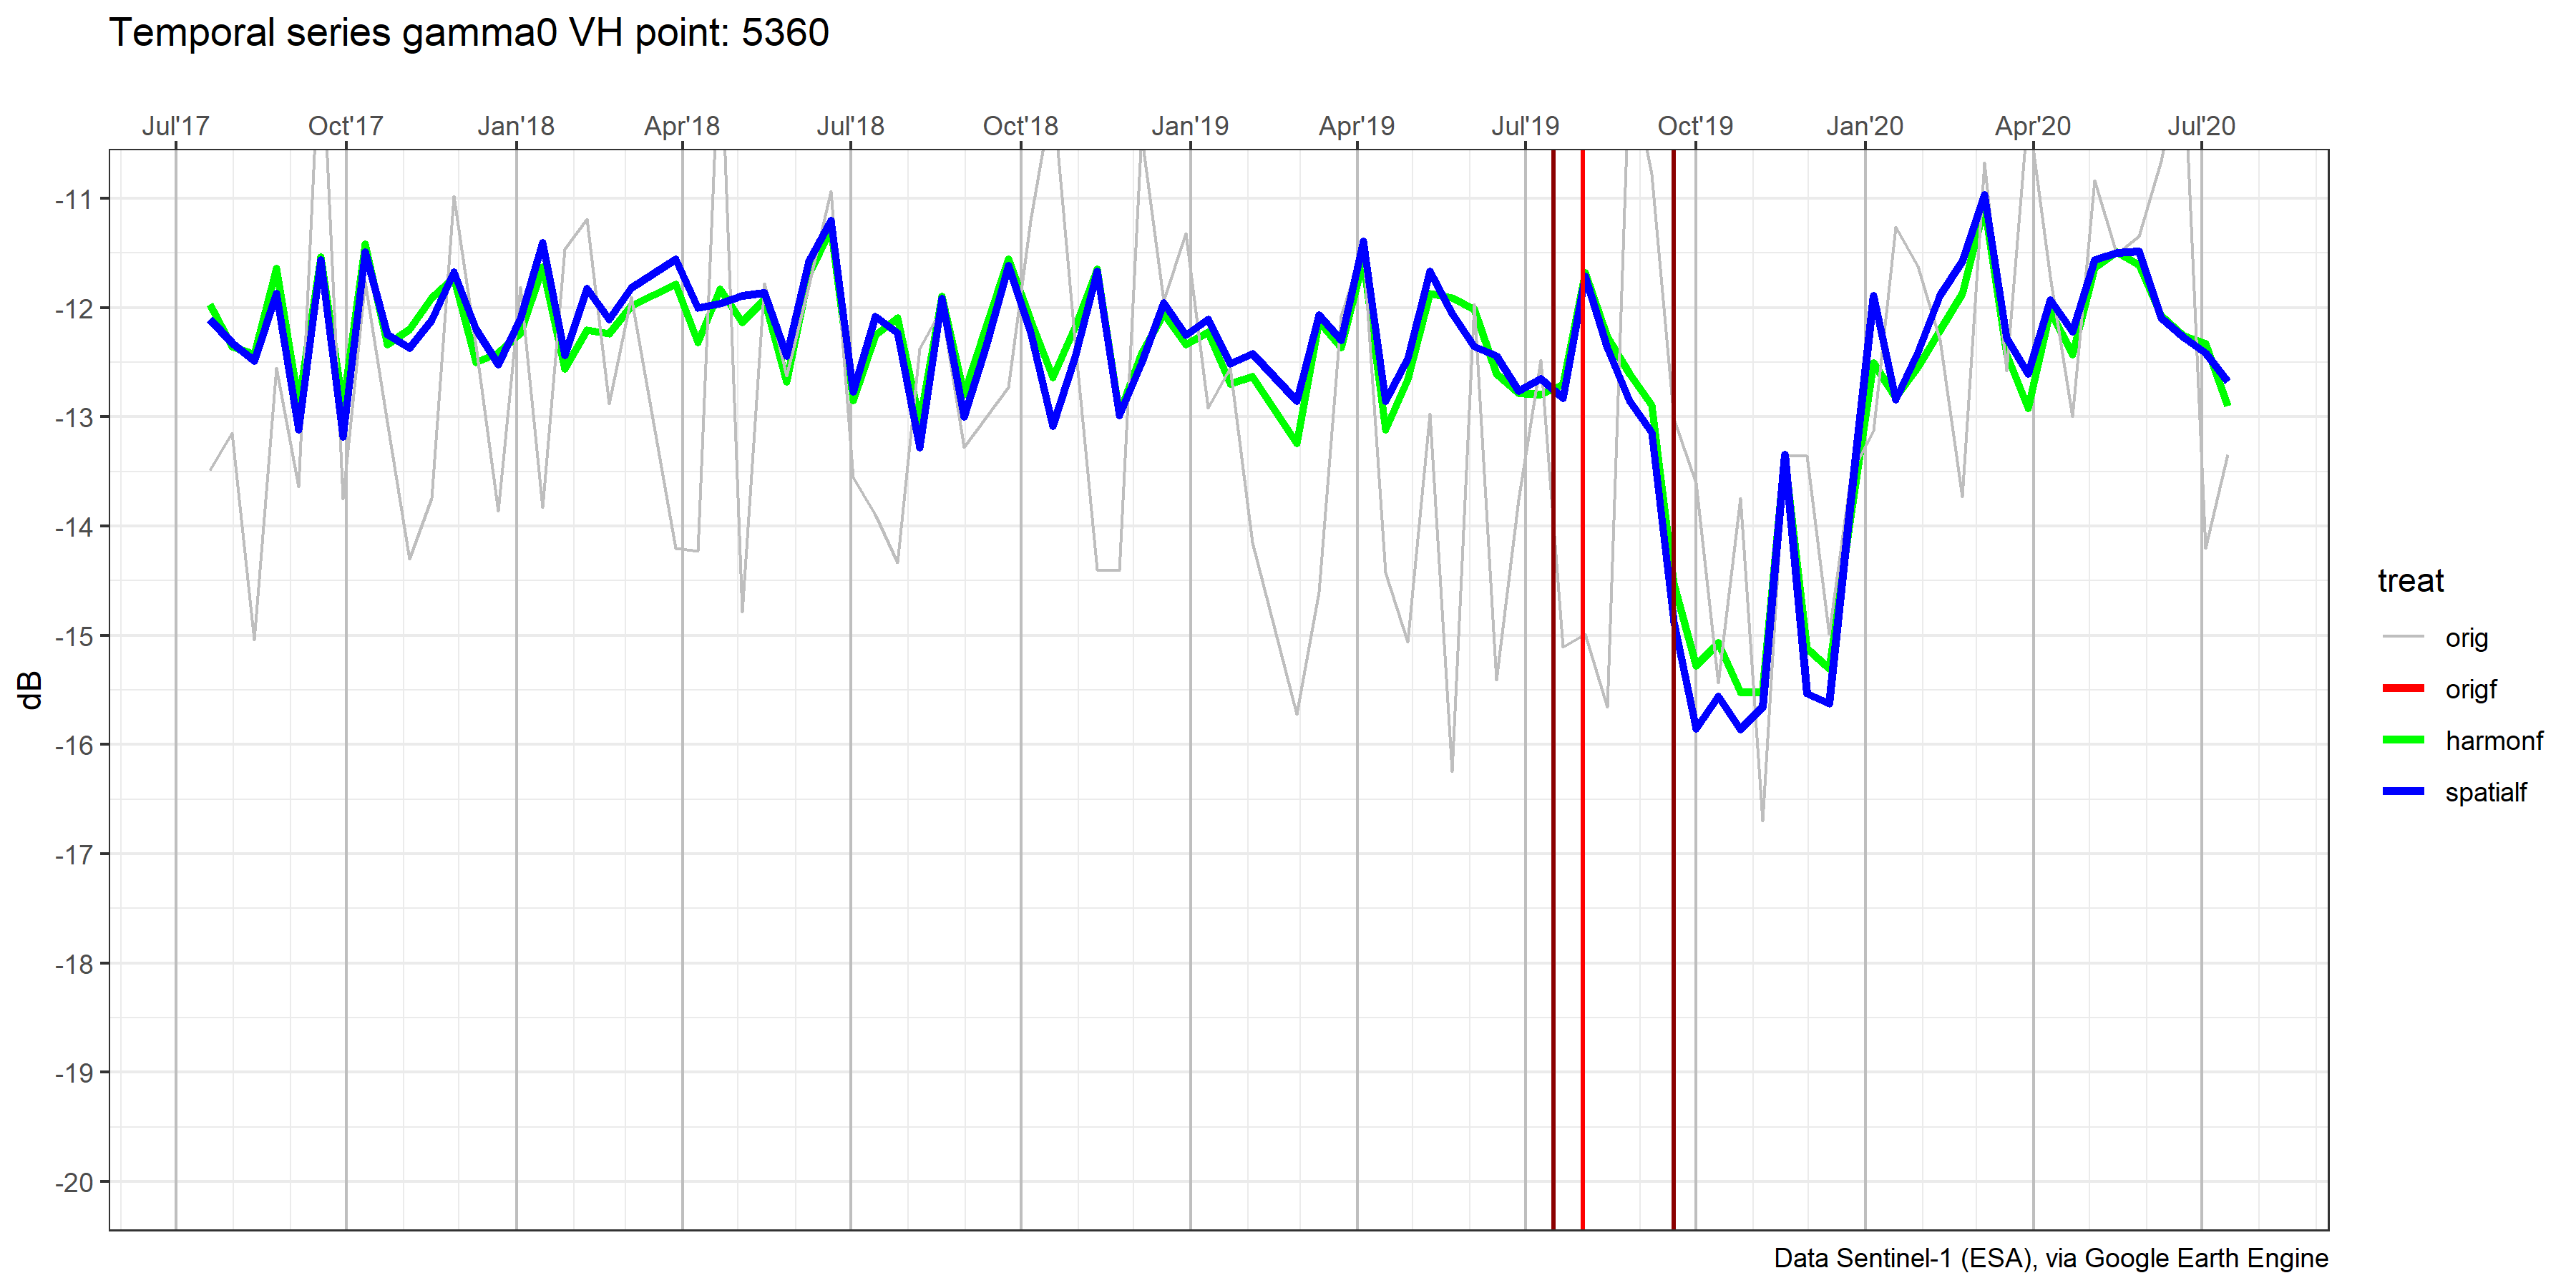 Temporal series gamma0 VH point: 5360
Jul'17 Oct'17 Jan'18 Apr'18 Jul'18 Oct'18 Jan'19 Apr'19 Jul'19 Oct'19 Jan'20 Apr'20 Jul'20
-11
-12
-13
-14
-15
-16
-17
-18
-19
-20
dB
treat
orig
origf
harmonf
spatialf
Data Sentinel-1 (ESA), via Google Earth Engine